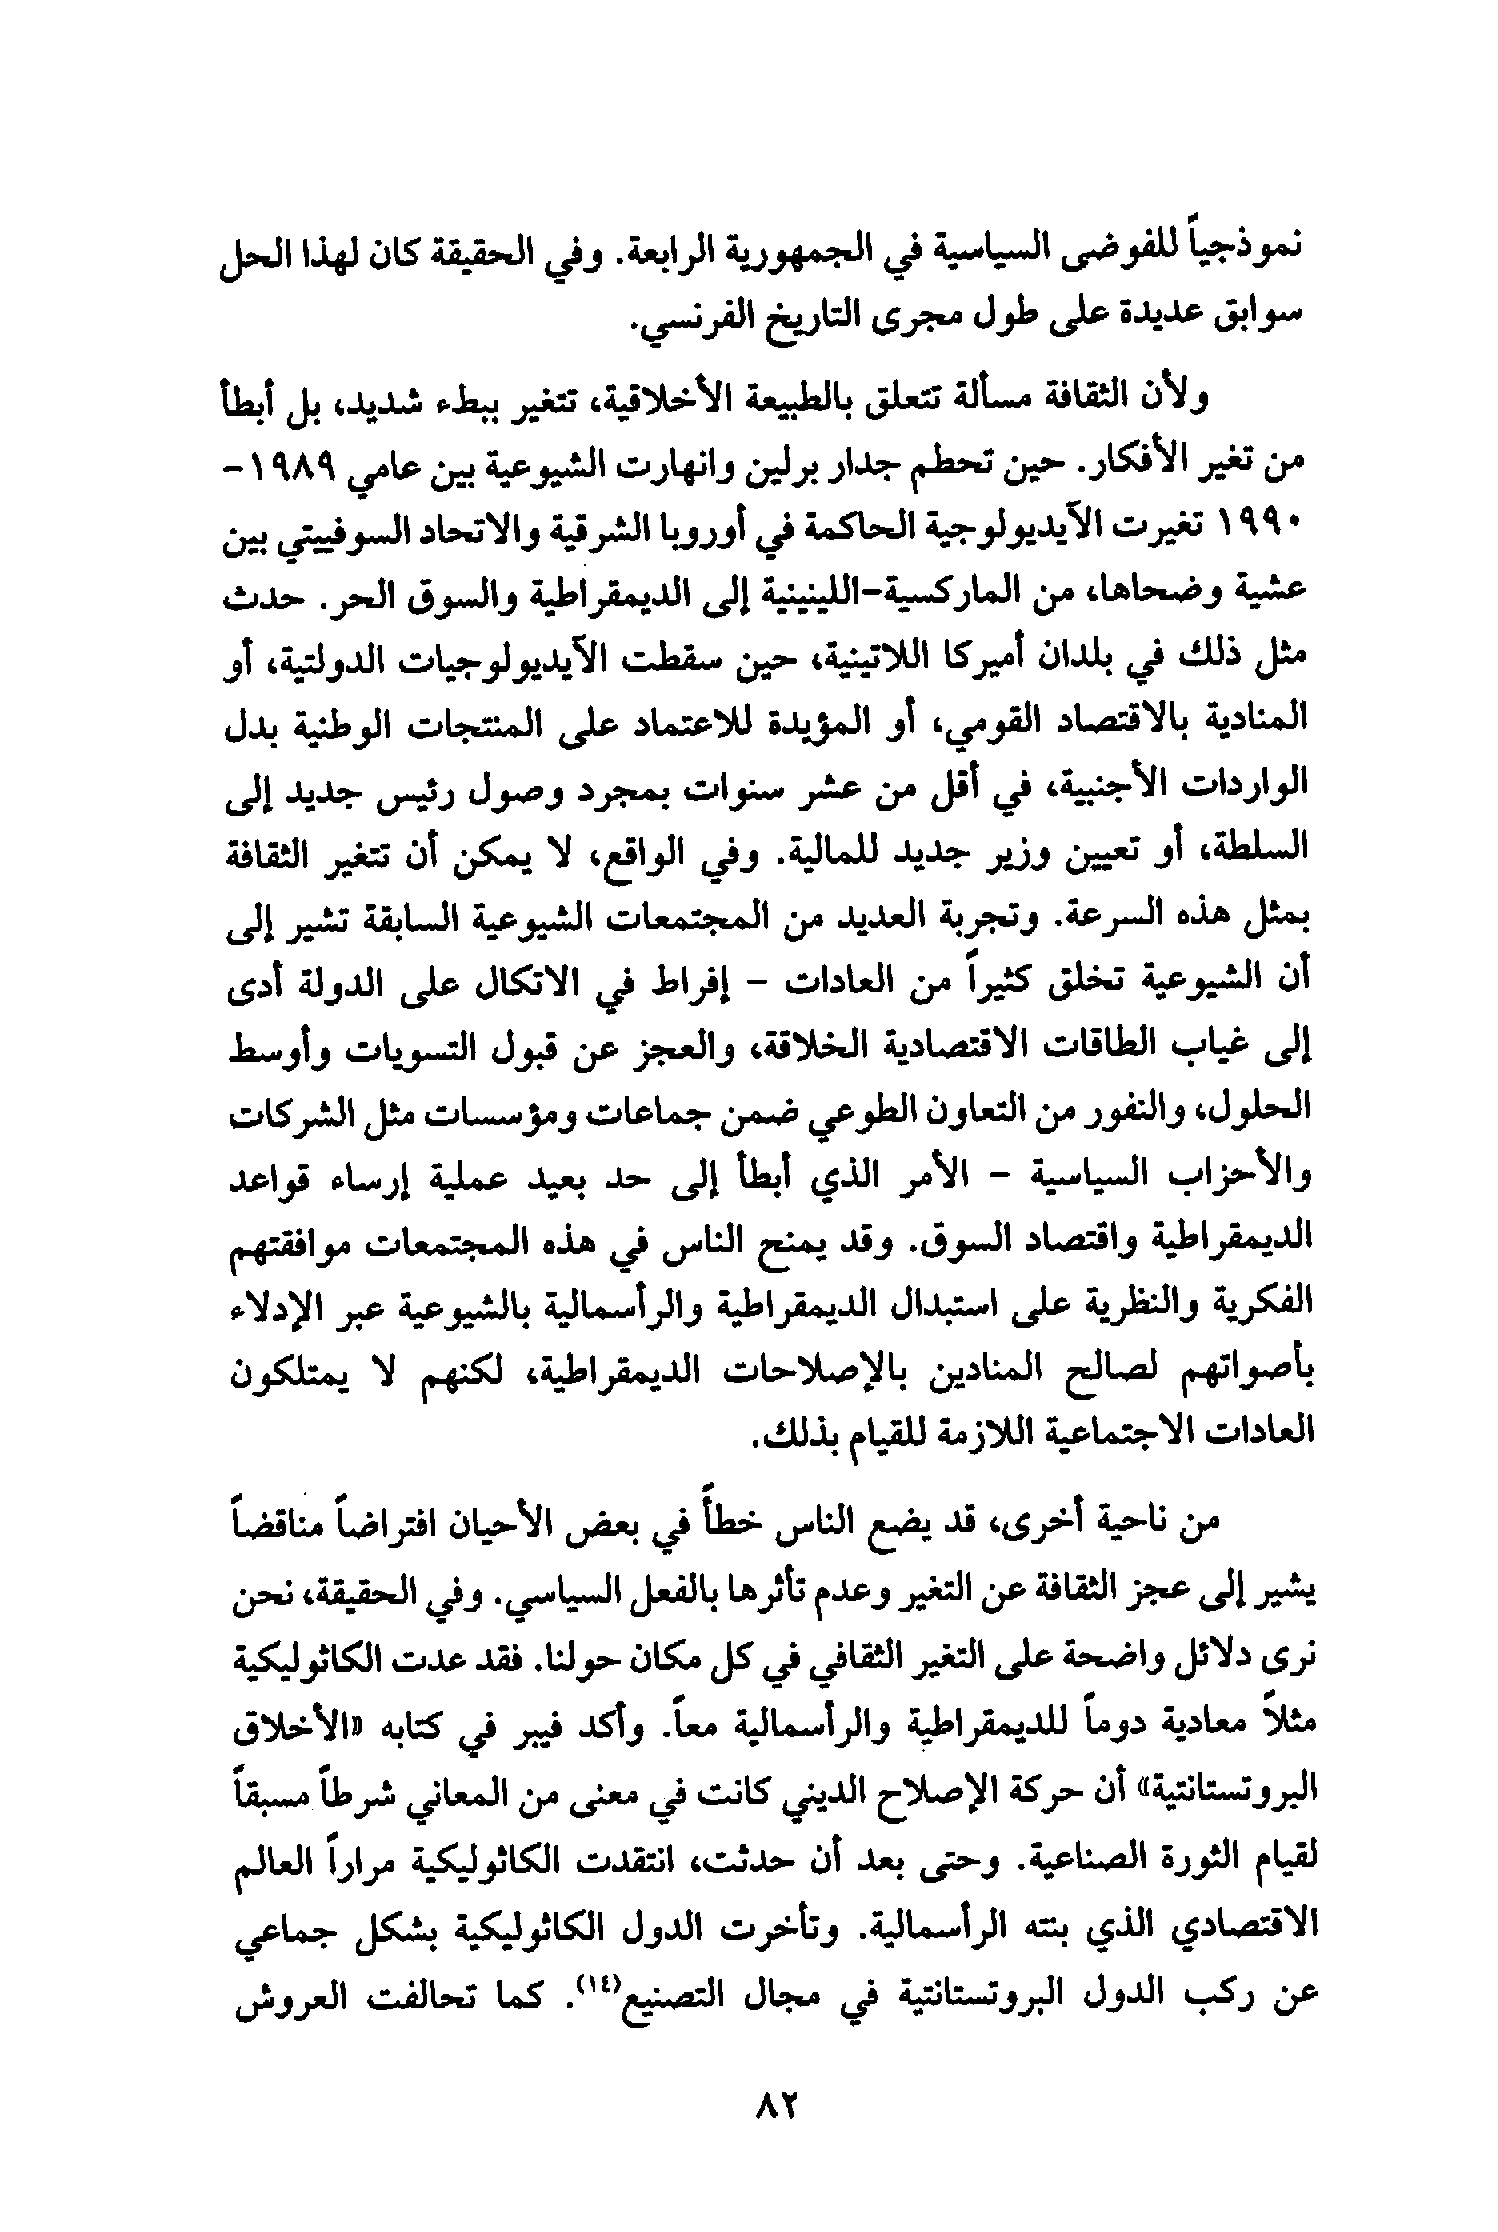 نموذجياً للفوضى السياسية في الجمهورية الرابعة. وفي الحقيقة كان لهذا الحل
سوابق عديدة على طول مجرى التاريخ الفرنسي.
ولأن الثقافة مسألة تتعلق بالطبيعة الأخلاقية، تتغير ببطء شديد، بل أبطأ
من تغير الأفكار. حين تحطم جدار برلين وانهارت الشيوعية بين عامي ١٩٨٩-
١٩٩٠ تغيرت الآيديولوجية الحاكمة في أوروبا الشرقية والاتحاد السوفييتي بين
عشية وضحاها، من الماركسية-اللينينية إلى الديمقراطية والسوق الحر. حدث
مثل ذلك في بلدان أميركا اللاتينية، حين سقطت الآيديولوجيات الدولتية، أو
المنادية بالاقتصاد القومي، أو المؤيدة للاعتماد على المنتجات الوطنية بدل
الواردات الأجنبية، في أقل من عشر سنوات بمجرد وصول رئيس جديد إلى
السلطة، أو تعيين وزير جديد للمالية. وفي الواقع، لا يمكن أن تتغير الثقافة
بمثل هذه السرعة. وتجربة العديد من المجتمعات الشيوعية السابقة تشير إلى
أن الشيوعية تخلق كثيراً من العادات - إفراط في الاتكال على الدولة أدى
إلى غياب الطاقات الاقتصادية الخلاقة، والعجز عن قبول التسويات وأوسط
الحلول، والنفور من التعاون الطوعي ضمن جماعات ومؤسسات مثل الشركات
والأحزاب السياسية - الأمر الذي أبطأ إلى حد بعيد عملية إرساء قواعد
الديمقراطية واقتصاد السوق. وقد يمنح الناس في هذه المجتمعات موافقتهم
الفكرية والنظرية على استبدال الديمقراطية والرأسمالية بالشيوعية عبر الإدلاء
بأصواتهم لصالح المنادين بالإصلاحات الديمقراطية، لكنهم لا يمتلكون
العادات الاجتماعية اللازمة للقيام بذلك.
من ناحية أخرى، قد يضع الناس خطأً في بعض الأحيان افتراضاً مناقضاً
يشير إلى عجز الثقافة عن التغير وعدم تأثرها بالفعل السياسي. وفي الحقيقة، نحن
نرى دلائل واضحة على التغير الثقافي في كل مكان حولنا. فقد عدت الكاثوليكية
مثلاً معادية دوماً للديمقراطية والرأسمالية معاً. وأكد فيبر في كتابه «الأخلاق
البروتستانتية» أن حركة الإصلاح الديني كانت في معنى من المعاني شرطاً مسبقاً
لقيام الثورة الصناعية. وحتى بعد أن حدثت، انتقدت الكاثوليكية مراراً العالم
الاقتصادي الذي بنته الرأسمالية. وتأخرت الدول الكاثوليكية بشكل جماعي
عن ركب الدول البروتستانتية في مجال التصنيع(١٤). كما تحالفت العروش
٨٢